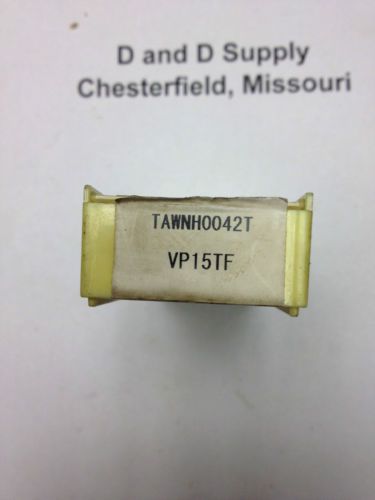 D and D Supply
Chesterfield, Missouri
TAWNH0042T
VP15TF